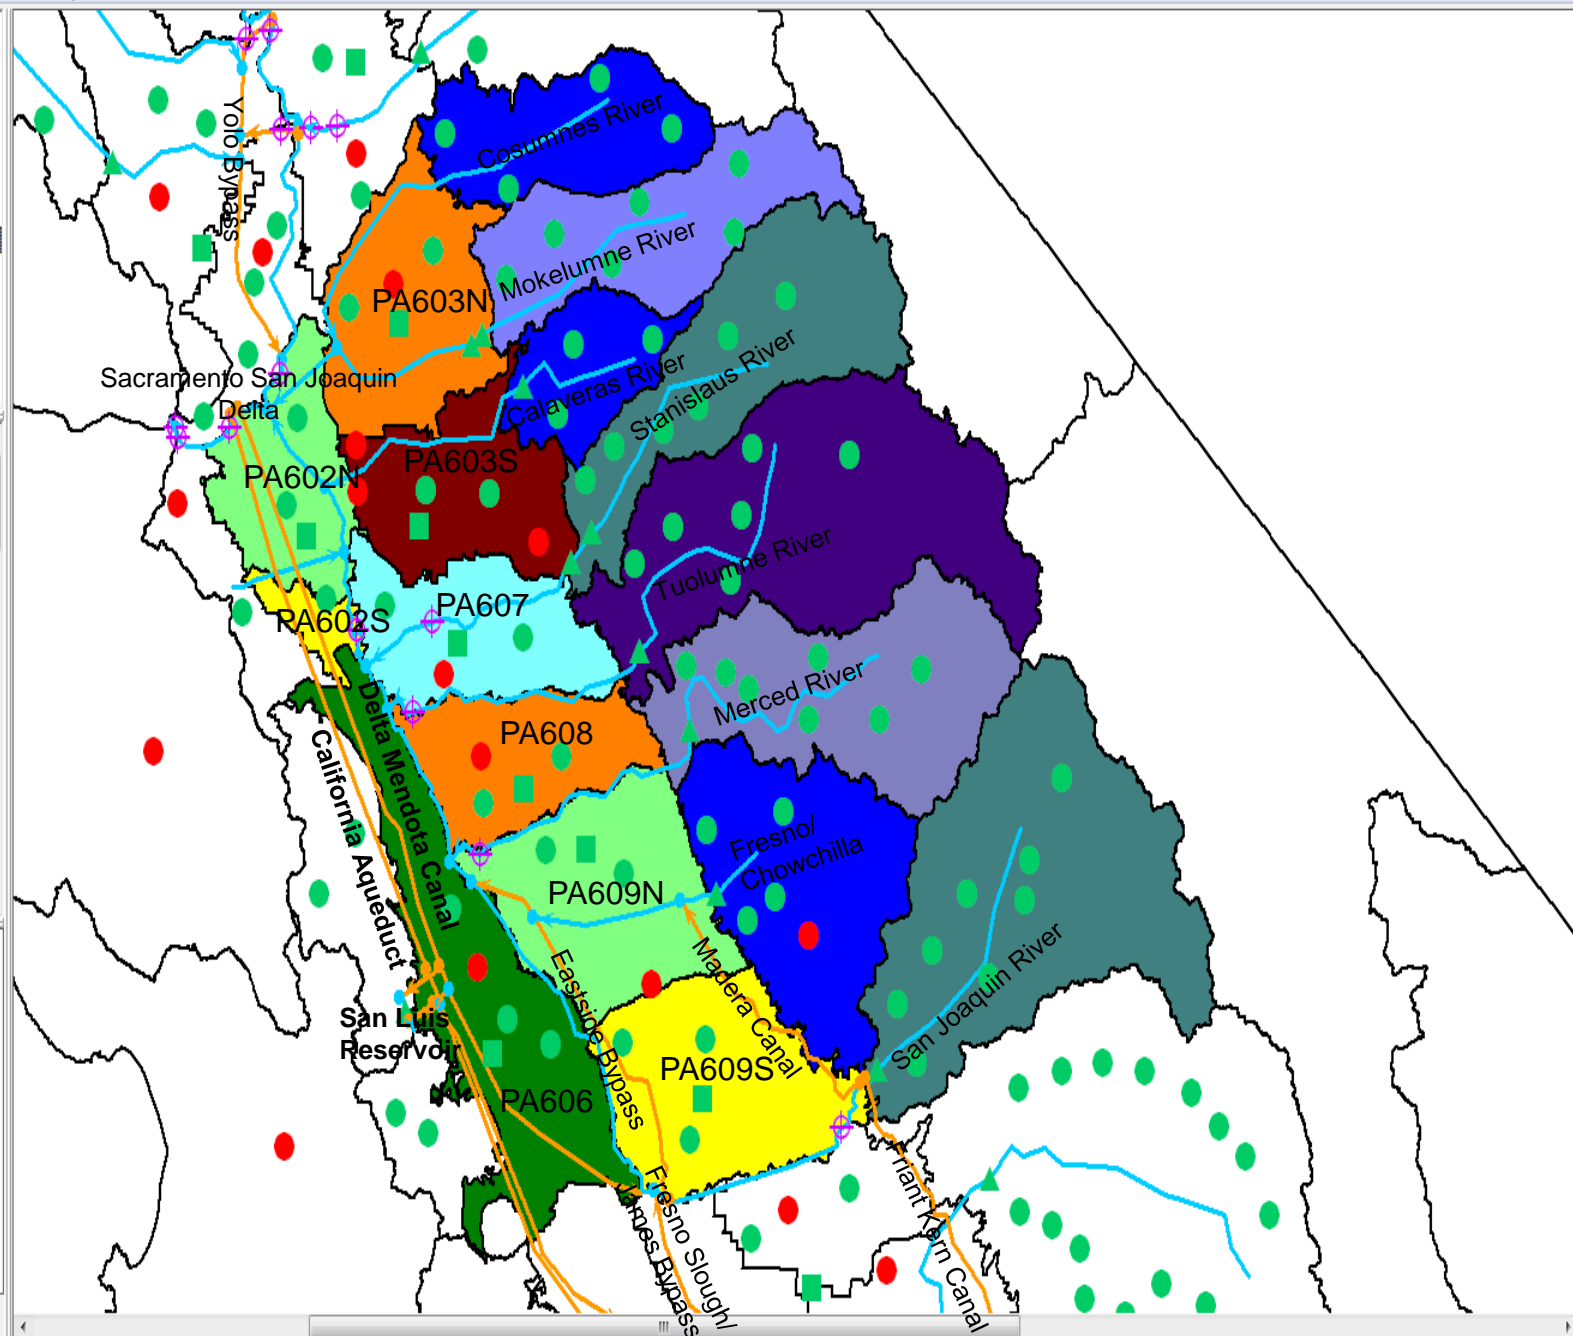 Yolo Bypass
Cosumnes River
Mokelumne River
PA603N
Sacramento San Joaquin
Delta
Calaveras River
Stanislaus River
PA602N
PA603S
Tuolumne River
PA602S
PA607
Merced River
PA608
Delta Mendota Canal
California Aqueduct
Fresno/
Chowchilla
PA609N
Eastside Bypass
Madera Canal
San Joaquin River
San Luis
Reservoir
PA606
PA609S
Friant Kern Canal
Fresno Slough/
James Bypass